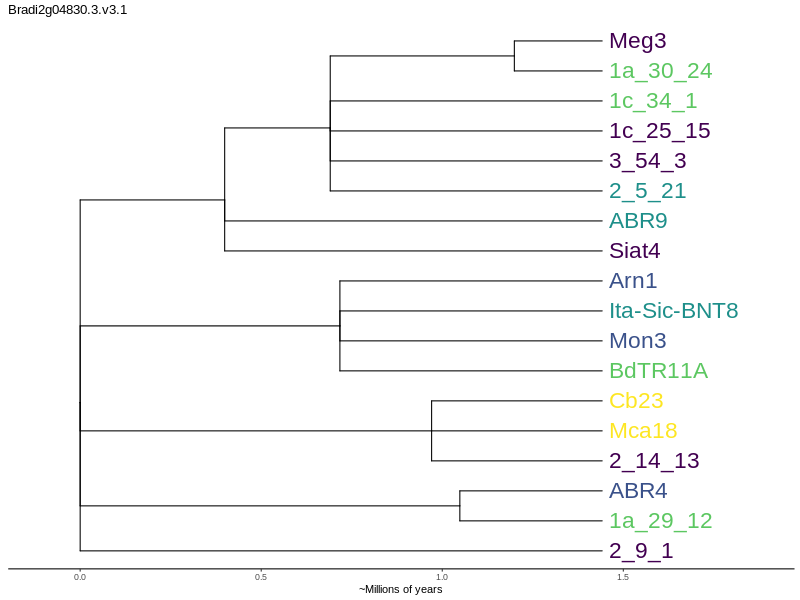 Bradi2g04830.3.v3.1
Meg3
1a_30_24
1c_34_1
1c_25_15
3_54_3
2_5_21
ABR9
Siat4
Arn1
Ita-Sic-BNT8
Mon3
BdTR11A
Cb23
Mca18
2_14_13
ABR4
1a_29_12
2_9_1
0.0 0.5 1.0 1.5
~Millions of years